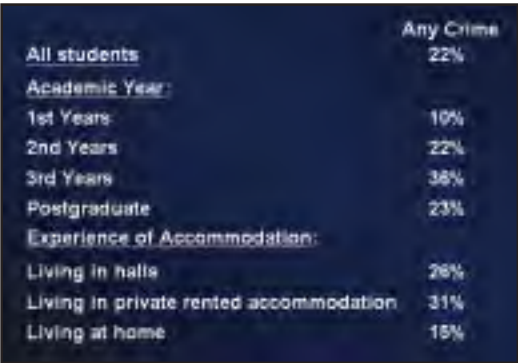 Any Crime
All students 22%
Academic Year:
1st Years 10%
2nd Years 22%
3rd Years 36%
Postgraduate 23%
Experience of Accommodation:
Living in halls 26%
Living in private rented accommodation 31%
Living at home 15%